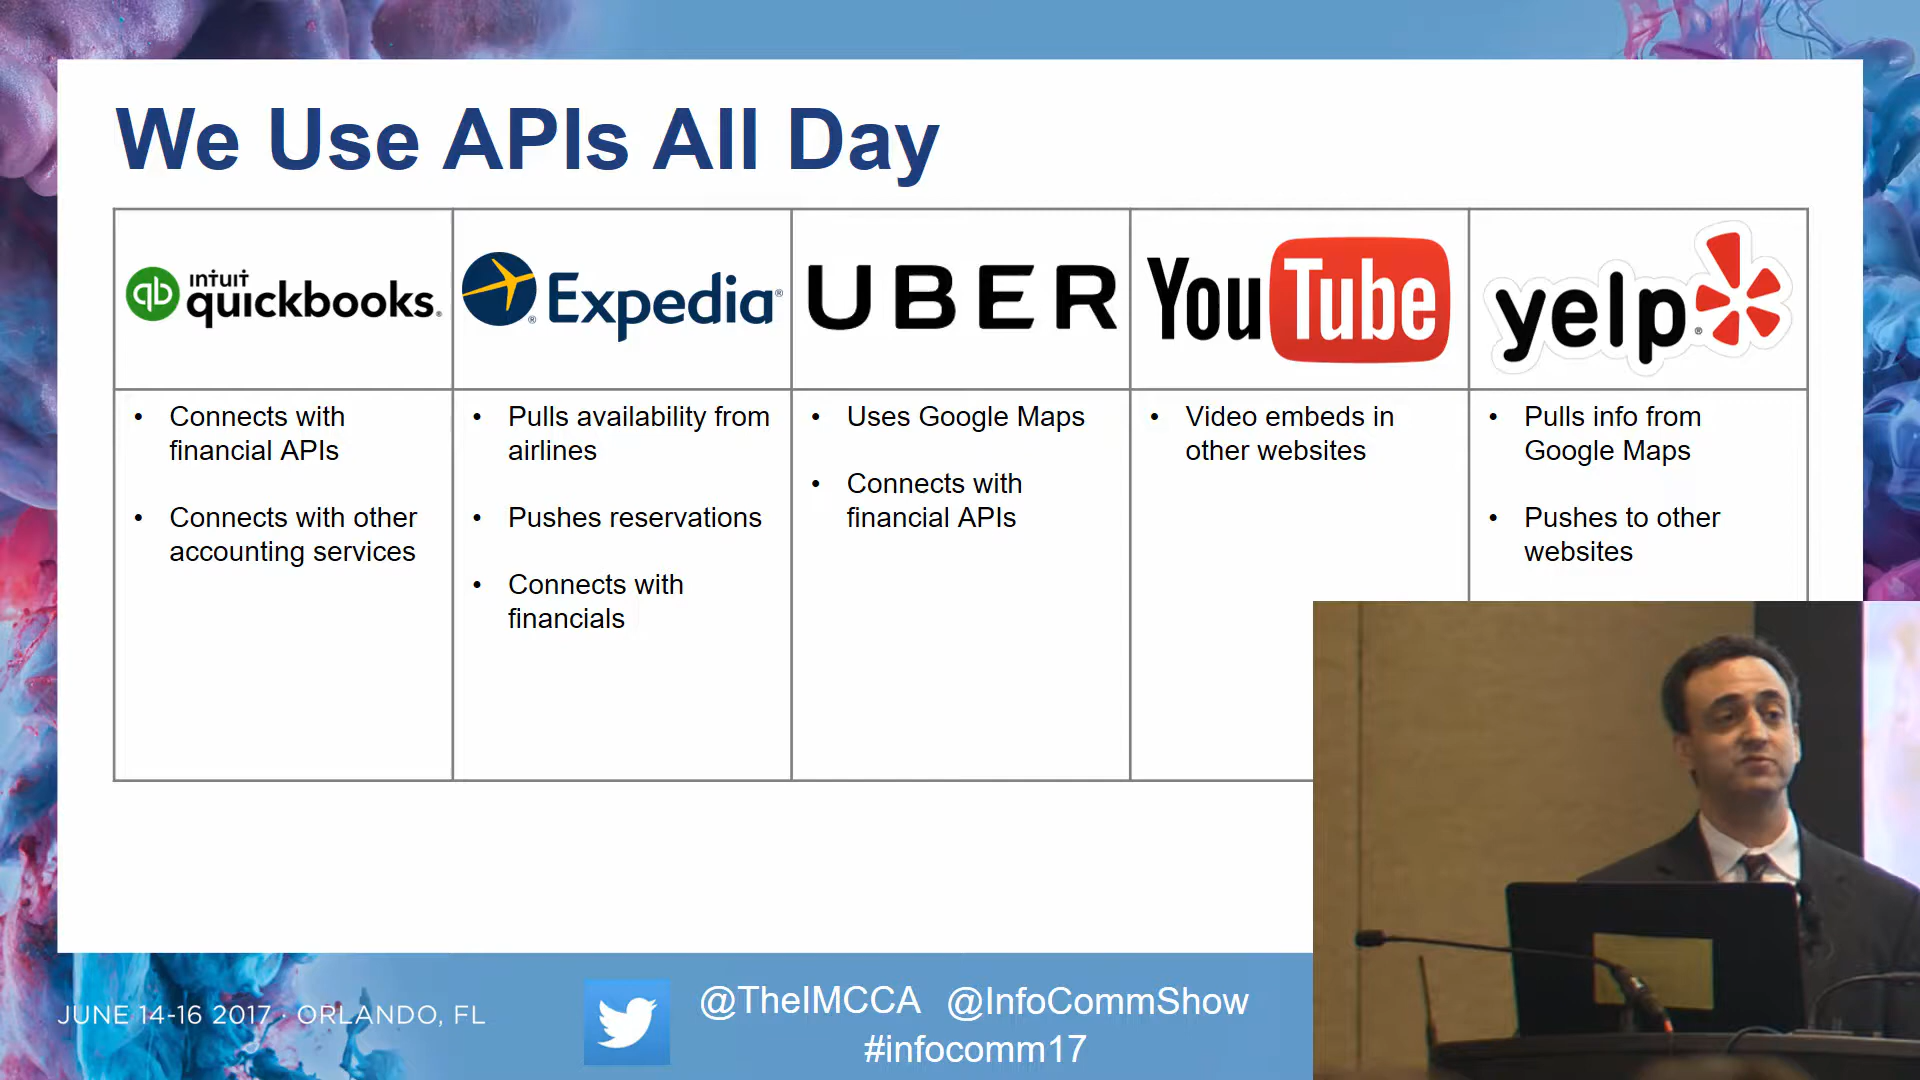 We Use APIs All Day
qb intuit quickbooks.
Expedia
UBER
YouTube
yelp
• Connects with
financial APIs
• Connects with other
accounting services
• Pulls availability from
airlines
• Pushes reservations
• Connects with
financials
• Uses Google Maps
• Connects with
financial APIs
• Video embeds in
other websites
• Pulls info from
Google Maps
• Pushes to other
websites
JUNE 14-16 2017 · ORLANDO, FL
@TheIMCCA @InfoCommShow
#infocomm17